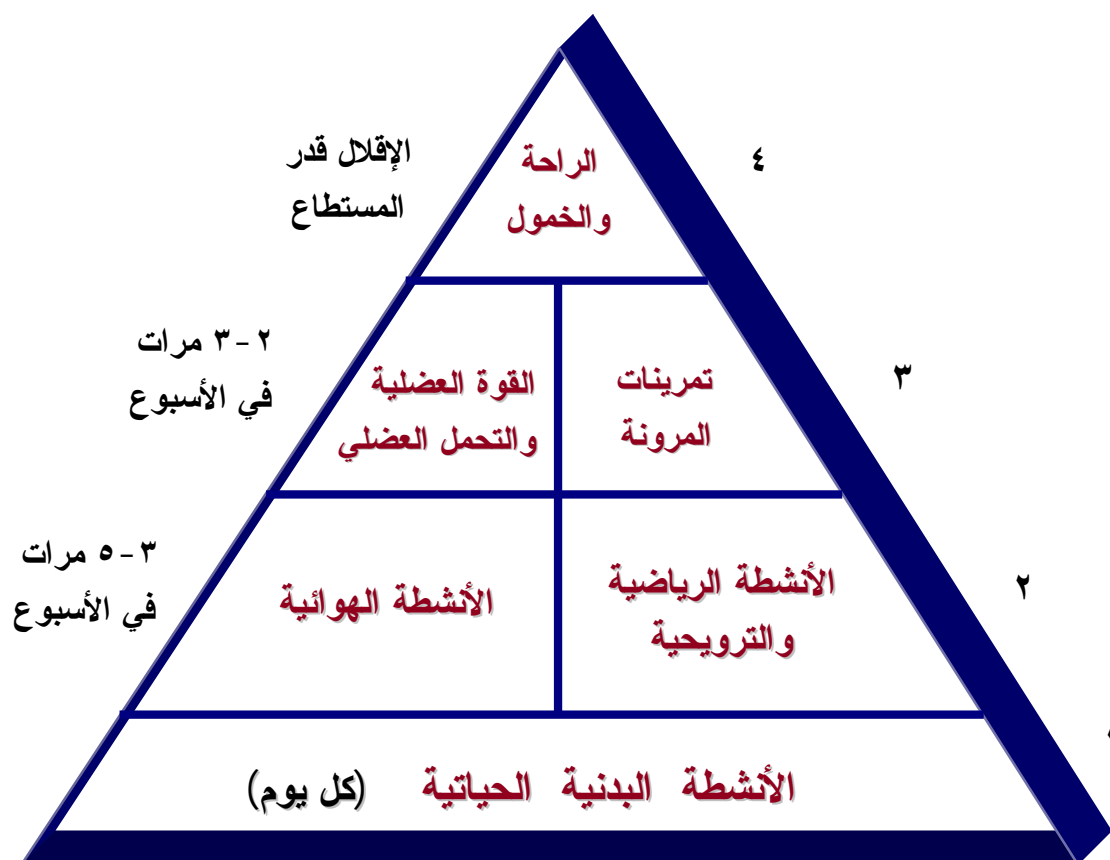 الراحة
والخمول
الإقلال قدر
المستطاع
٤
تمرينات
المرونة
القوة العضلية
والتحمل العضلي
٢ - ٣ مرات
في الأسبوع
٣
الأنشطة الرياضية
والترويحية
الأنشطة الهوائية
٣ - ٥ مرات
في الأسبوع
٢
الأنشطة البدنية الحياتية (كل يوم)